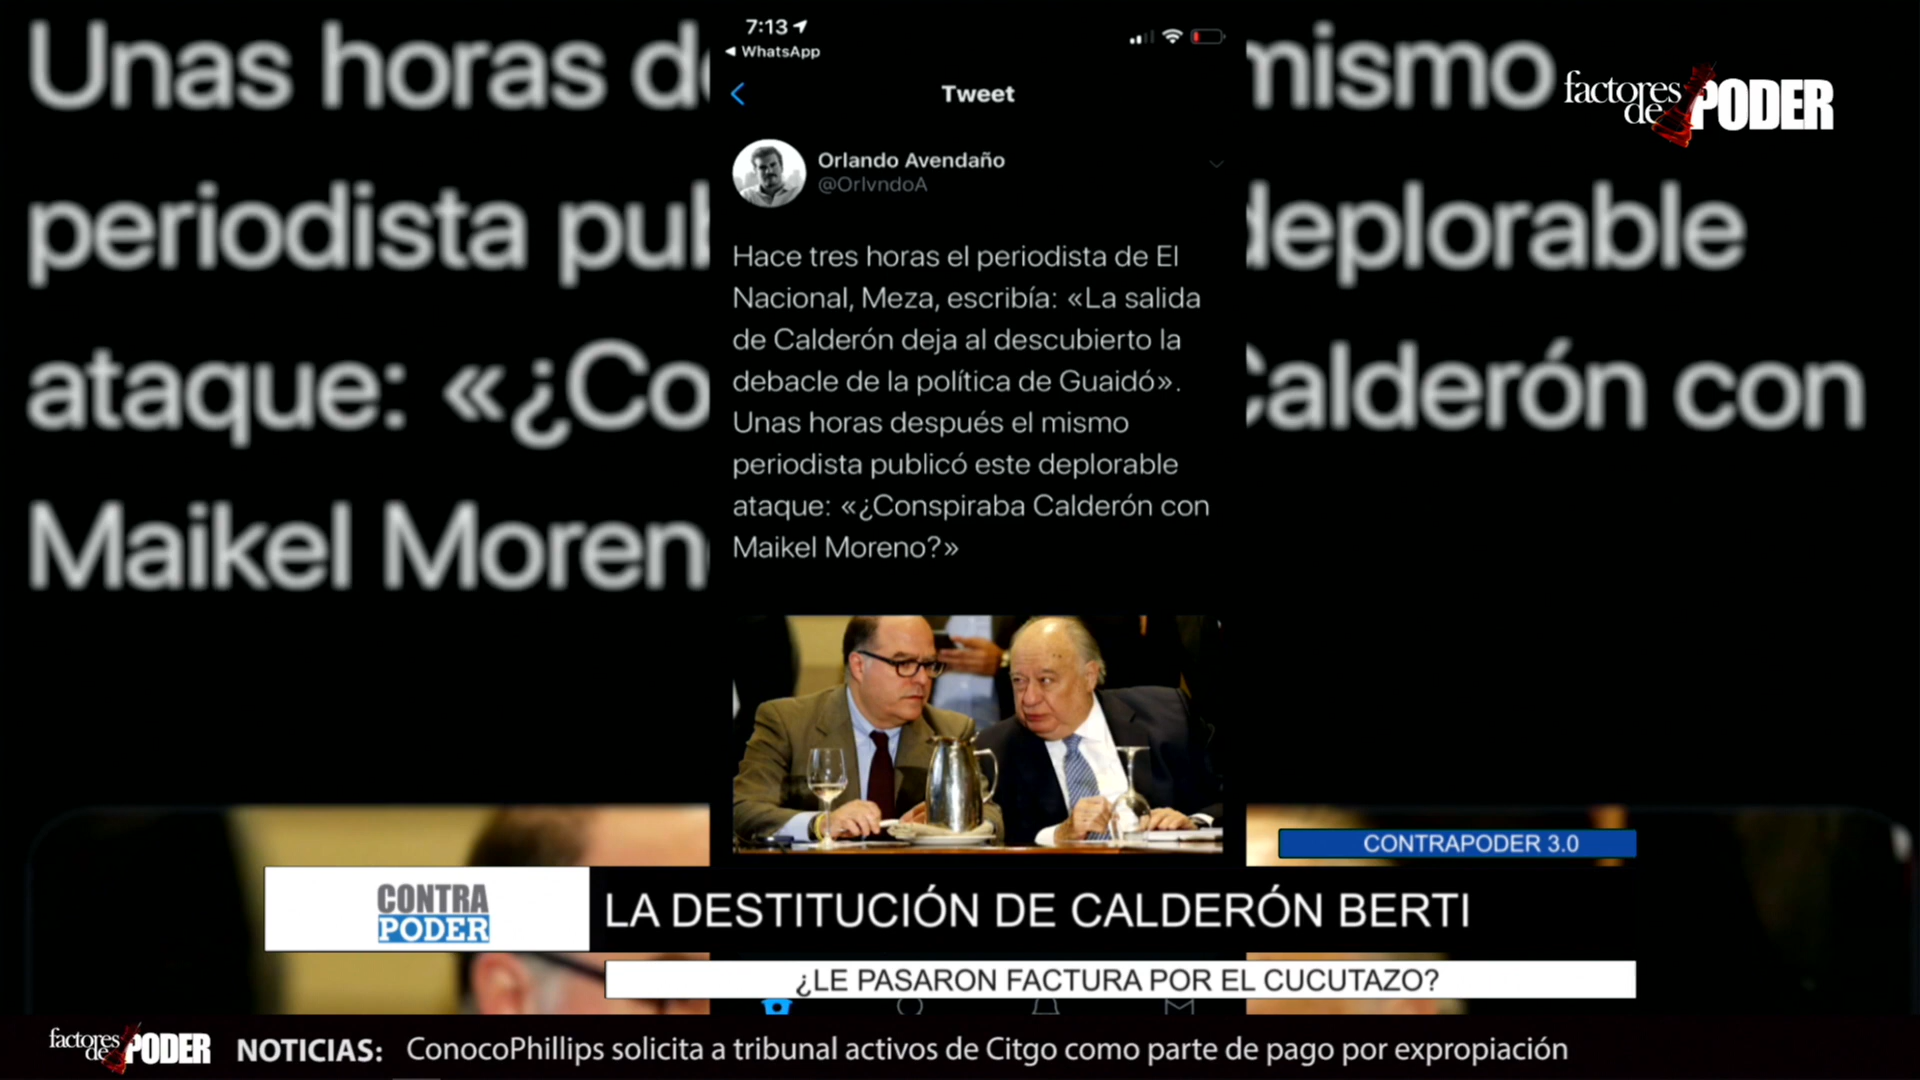 Unas horas de
mismo
periodista pub
deplorable
ataque: «¿Co
Calderón con
Maikel Moren
7:13
WhatsApp
Tweet
Orlando Avendaño
@OrlvndoA
Hace tres horas el periodista de El
Nacional, Meza, escribía: «La salida
de Calderón deja al descubierto la
debacle de la política de Guaidó».
Unas horas después el mismo
periodista publicó este deplorable
ataque: «¿Conspiraba Calderón con
Maikel Moreno?»
factores
de PODER
CONTRAPODER 3.0
CONTRA
PODER
LA DESTITUCIÓN DE CALDERÓN BERTI
¿LE PASARON FACTURA POR EL CUCUTAZO?
factores
de PODER
NOTICIAS: ConocoPhillips solicita a tribunal activos de Citgo como parte de pago por expropiación